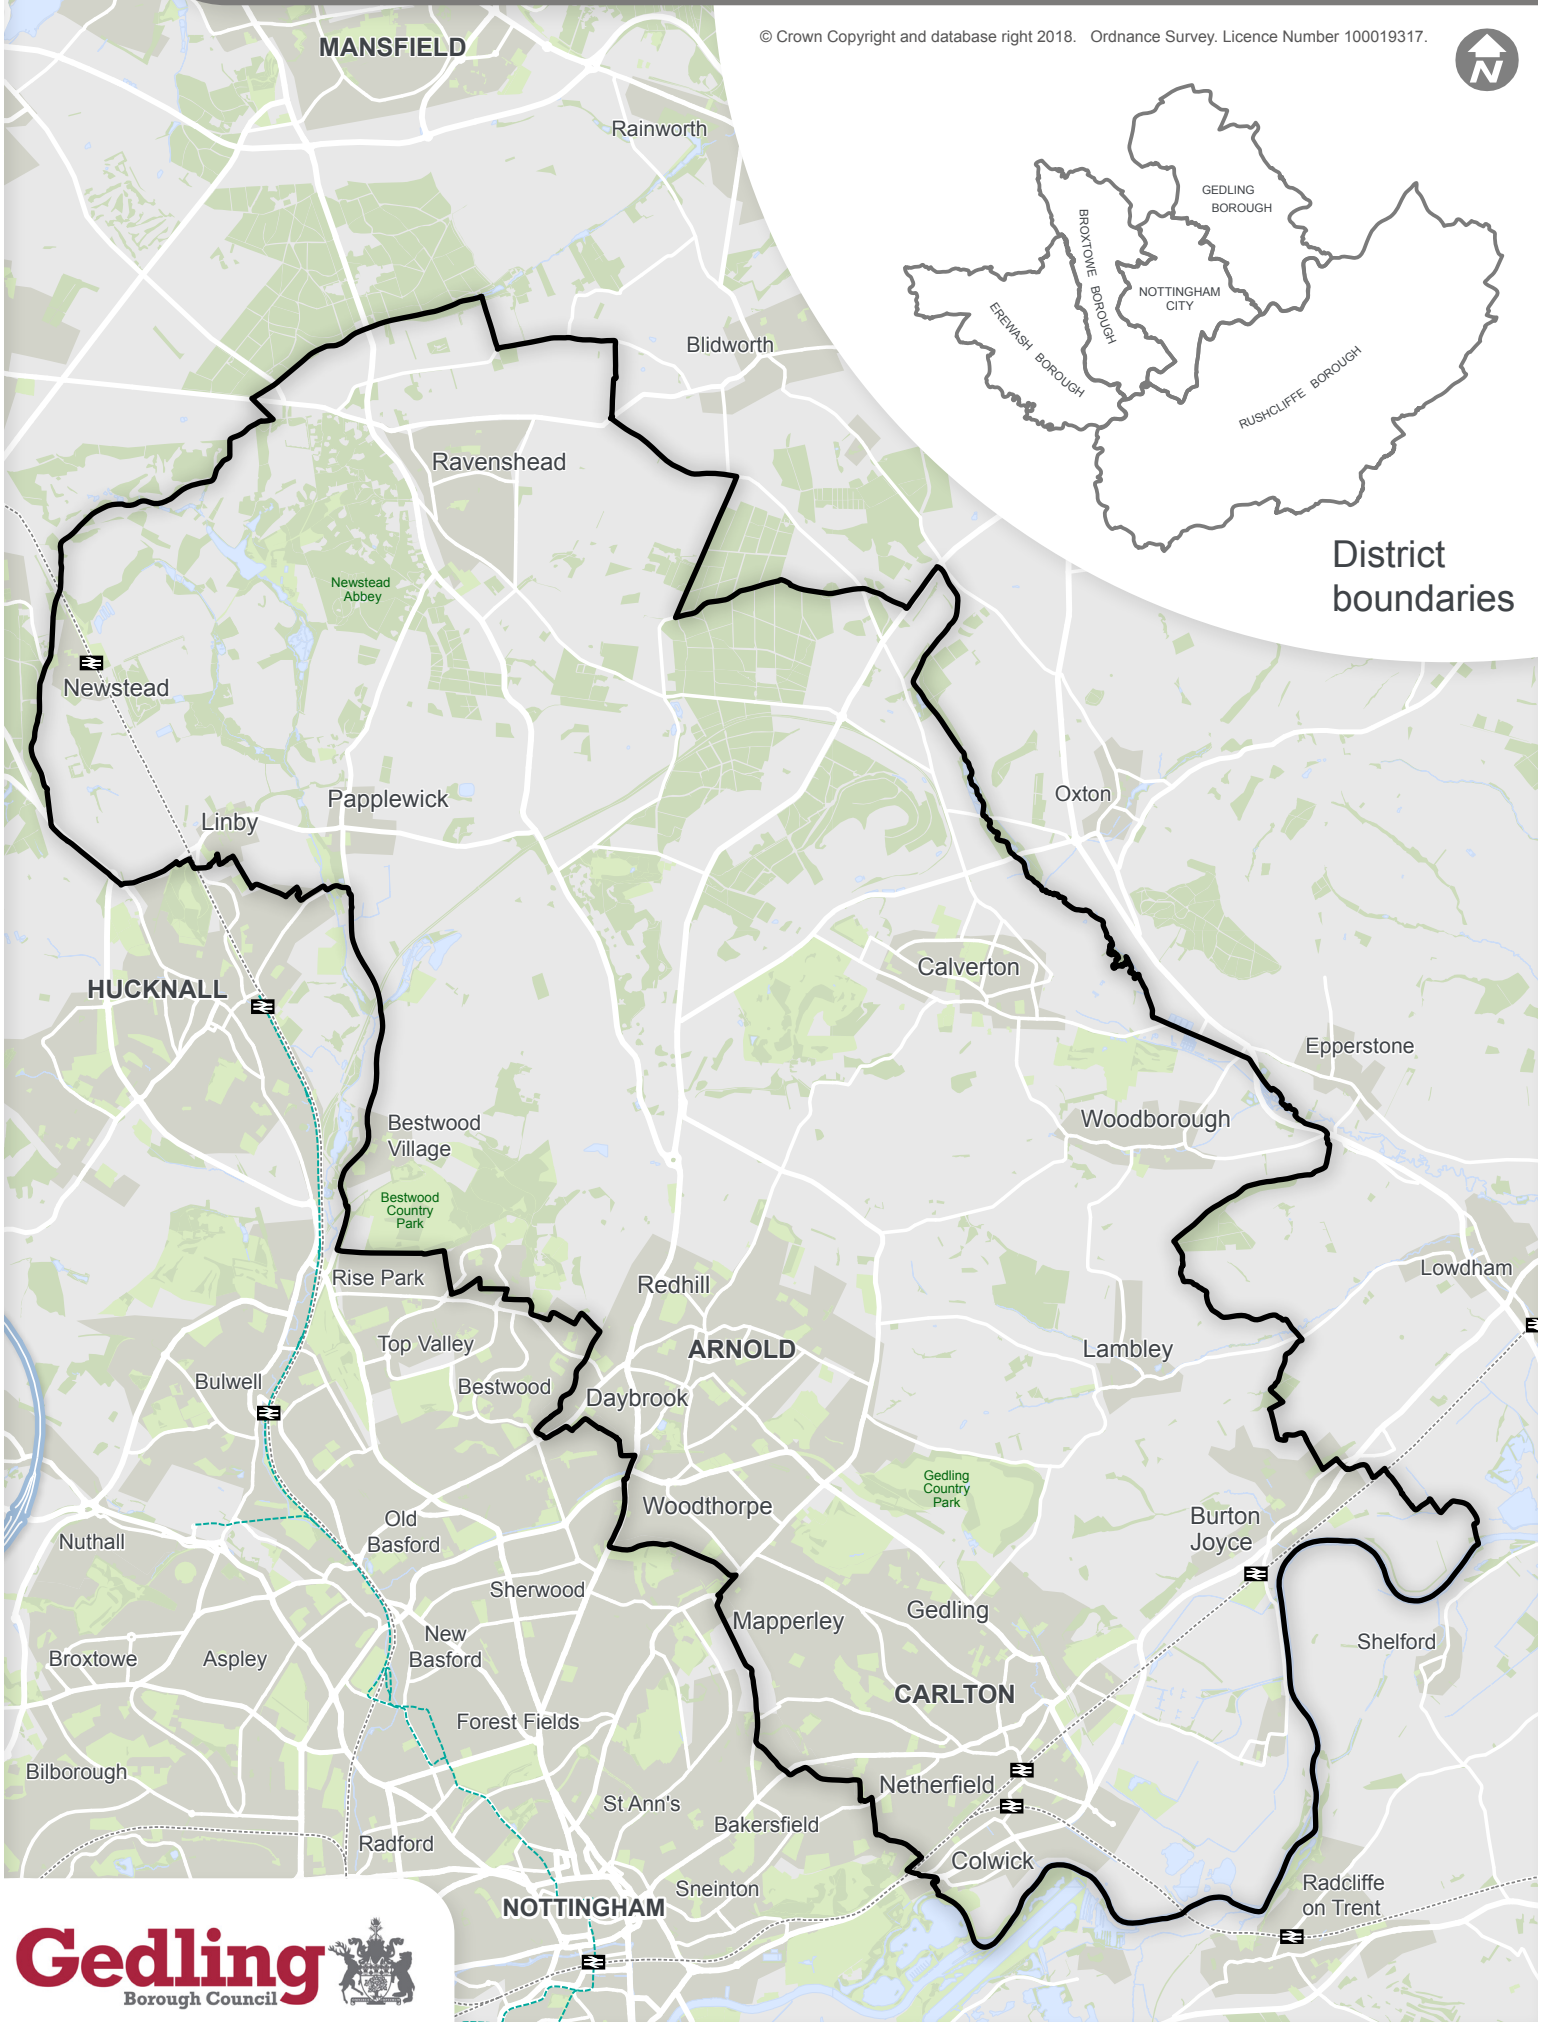 © Crown Copyright and database right 2018. Ordnance Survey. Licence Number 100019317.
N
MANSFIELD
Rainworth
GEDLING
BOROUGH
BROXTOWE BOROUGH
NOTTINGHAM
CITY
EREWASH BOROUGH
RUSHCLIFFE BOROUGH
District
boundaries
Blidworth
Ravenshead
Newstead
Abbey
Newstead
Papplewick
Linby
Oxton
HUCKNALL
Calverton
Epperstone
Bestwood
Village
Woodborough
Bestwood
Country
Park
Rise Park
Redhill
Lowdham
Top Valley
ARNOLD
Lambley
Bulwell
Bestwood
Daybrook
Gedling
Country
Park
Woodthorpe
Burton
Joyce
Nuthall
Old
Basford
Sherwood
Mapperley
Gedling
Broxtowe
Aspley
New
Basford
Shelford
CARLTON
Forest Fields
Bilborough
Netherfield
St Ann's
Bakersfield
Radford
Colwick
Sneinton
NOTTINGHAM
Radcliffe
on Trent
Gedling
Borough Council